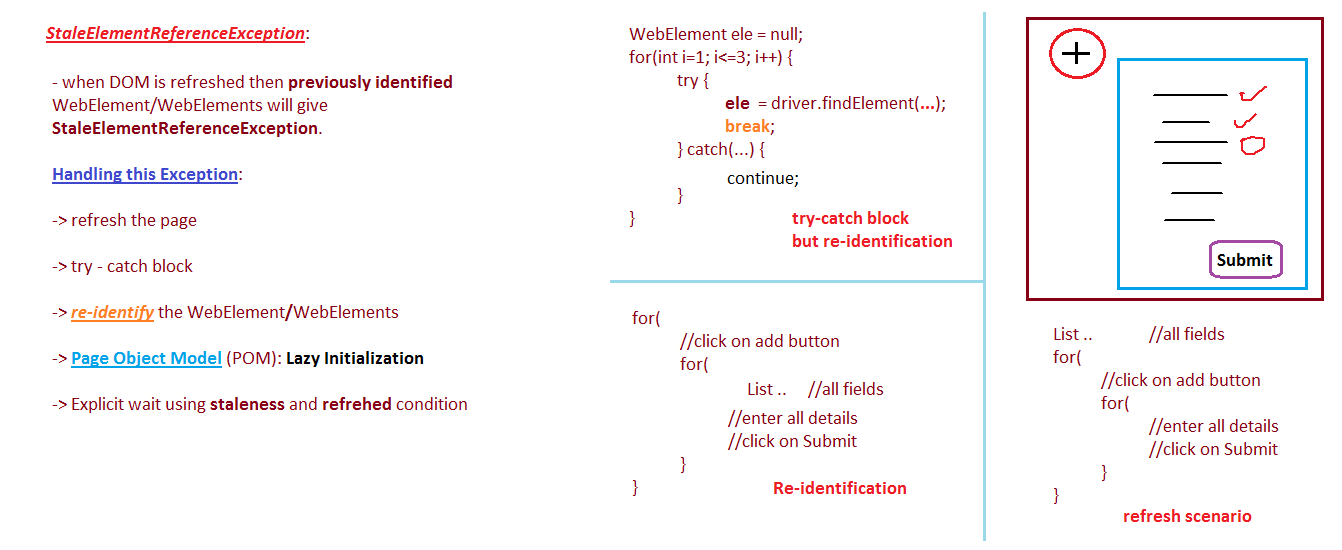 StaleElementReferenceException:
- when DOM is refreshed then previously identified
WebElement/WebElements will give
StaleElementReferenceException.
Handling this Exception:
-> refresh the page
-> try - catch block
-> re-identify the WebElement/WebElements
-> Page Object Model (POM): Lazy Initialization
-> Explicit wait using staleness and refrehed condition
WebElement ele = null;
for(int i=1; i<=3; i++) {
try {
ele = driver.findElement(...);
break;
} catch(...) {
continue;
}
}
try-catch block
but re-identification
for(
//click on add button
for(
List .. //all fields
//enter all details
//click on Submit
}
}
Re-identification
+
Submit
List .. //all fields
for(
//click on add button
for(
//enter all details
//click on Submit
}
}
refresh scenario